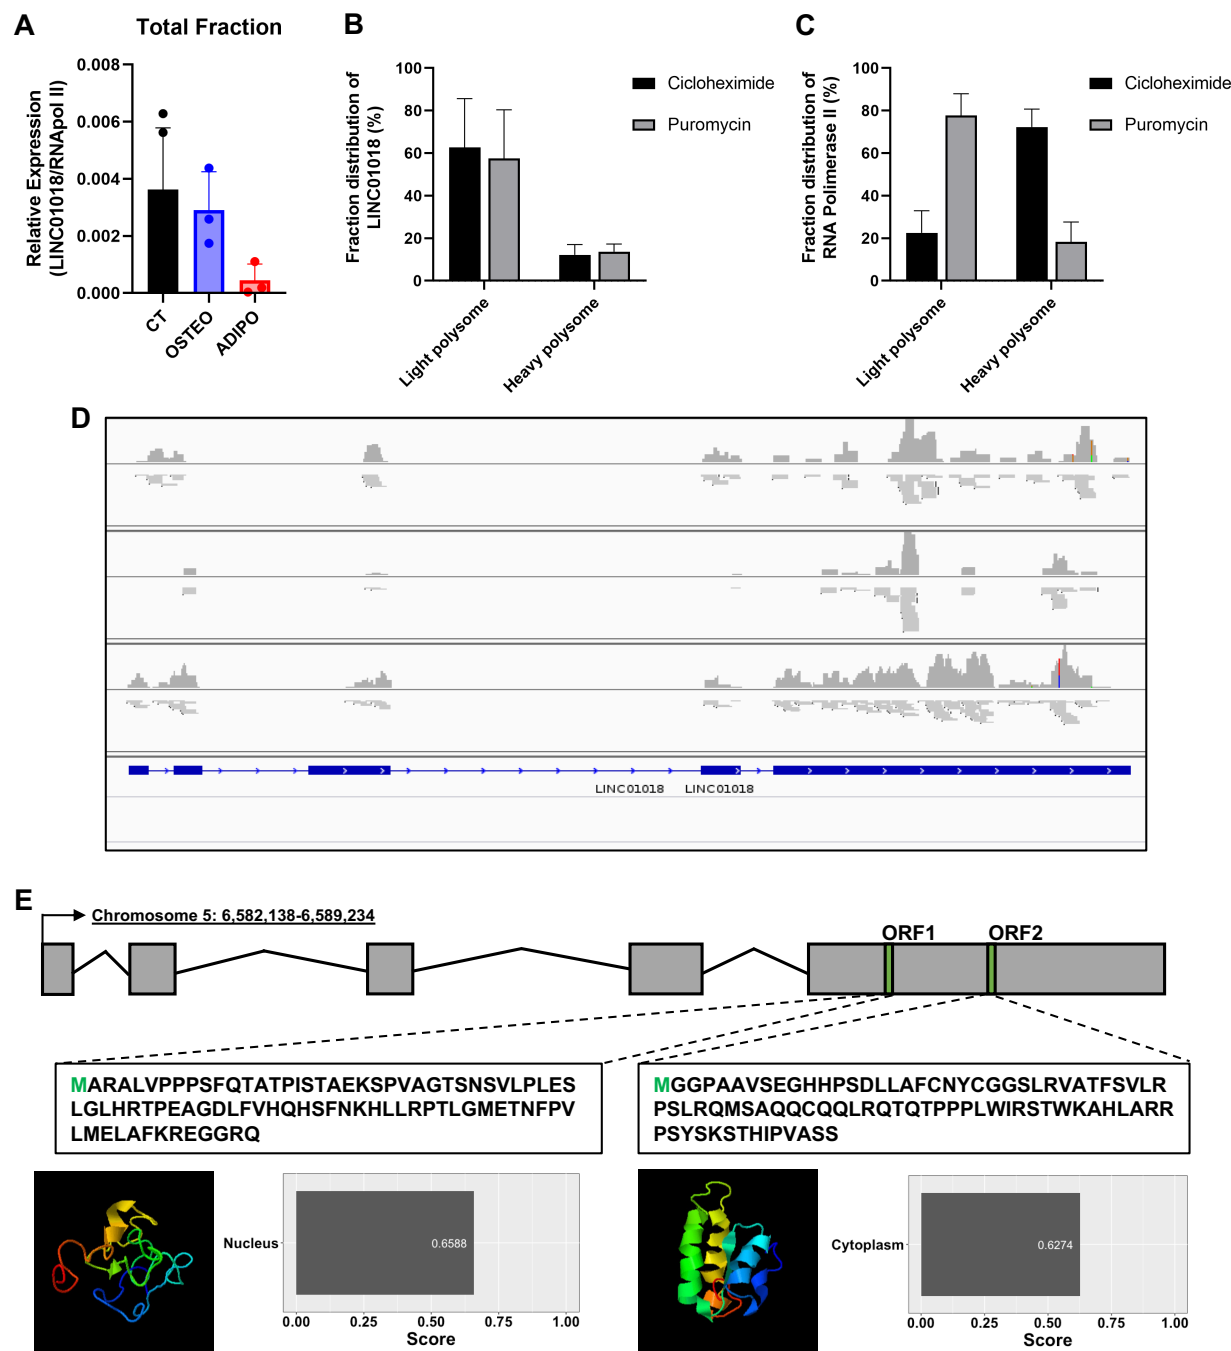 A
Total Fraction
Relative Expression
(LINC01018/RNApol II)
0.008
0.006
0.004
0.002
0.000
CT
OSTEO
ADIPO
B
Fraction distribution of
LINC01018 (%)
100
80
60
40
20
0
Light polysome
Heavy polysome
Cicloheximide
Puromycin
C
Fraction distribution of
RNA Polimerase II (%)
100
80
60
40
20
0
Light polysome
Heavy polysome
Cicloheximide
Puromycin
D
LINC01018 LINC01018
E
Chromosome 5: 6,582,138-6,589,234
ORF1
ORF2
MARALVPPPSFQTATPISTAEKSPVAGTSNSVLPLES
LGLHRTPEAGDLFVHQHSFNKHLLRPTLGMETNFPV
LMELAFKREGGRQ
MGGPAAVSEGHHPSDLLAFCNYCGGSLRVATFSVLR
PSLRQMSAQQCQQLRQTQTPPPLWIRSTWKAHLARR
PSYSKSTHIPVASS
Nucleus
0.6588
0.00 0.25 0.50 0.75 1.00
Score
Cytoplasm
0.6274
0.00 0.25 0.50 0.75 1.00
Score